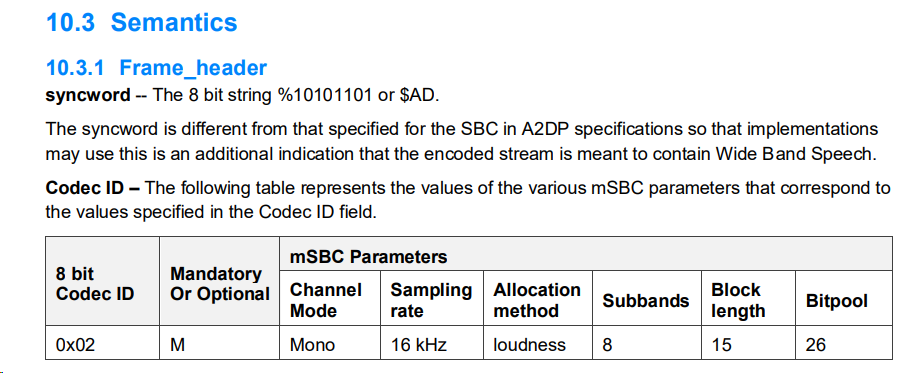 10.3 Semantics
10.3.1 Frame_header
syncword -- The 8 bit string %10101101 or $AD.
The syncword is different from that specified for the SBC in A2DP specifications so that implementations
may use this is an additional indication that the encoded stream is meant to contain Wide Band Speech.
Codec ID – The following table represents the values of the various mSBC parameters that correspond to
the values specified in the Codec ID field.
8 bit Codec ID
Mandatory Or Optional
mSBC Parameters
Channel Mode
Sampling rate
Allocation method
Subbands
Block length
Bitpool
0x02 M Mono 16 kHz loudness 8 15 26